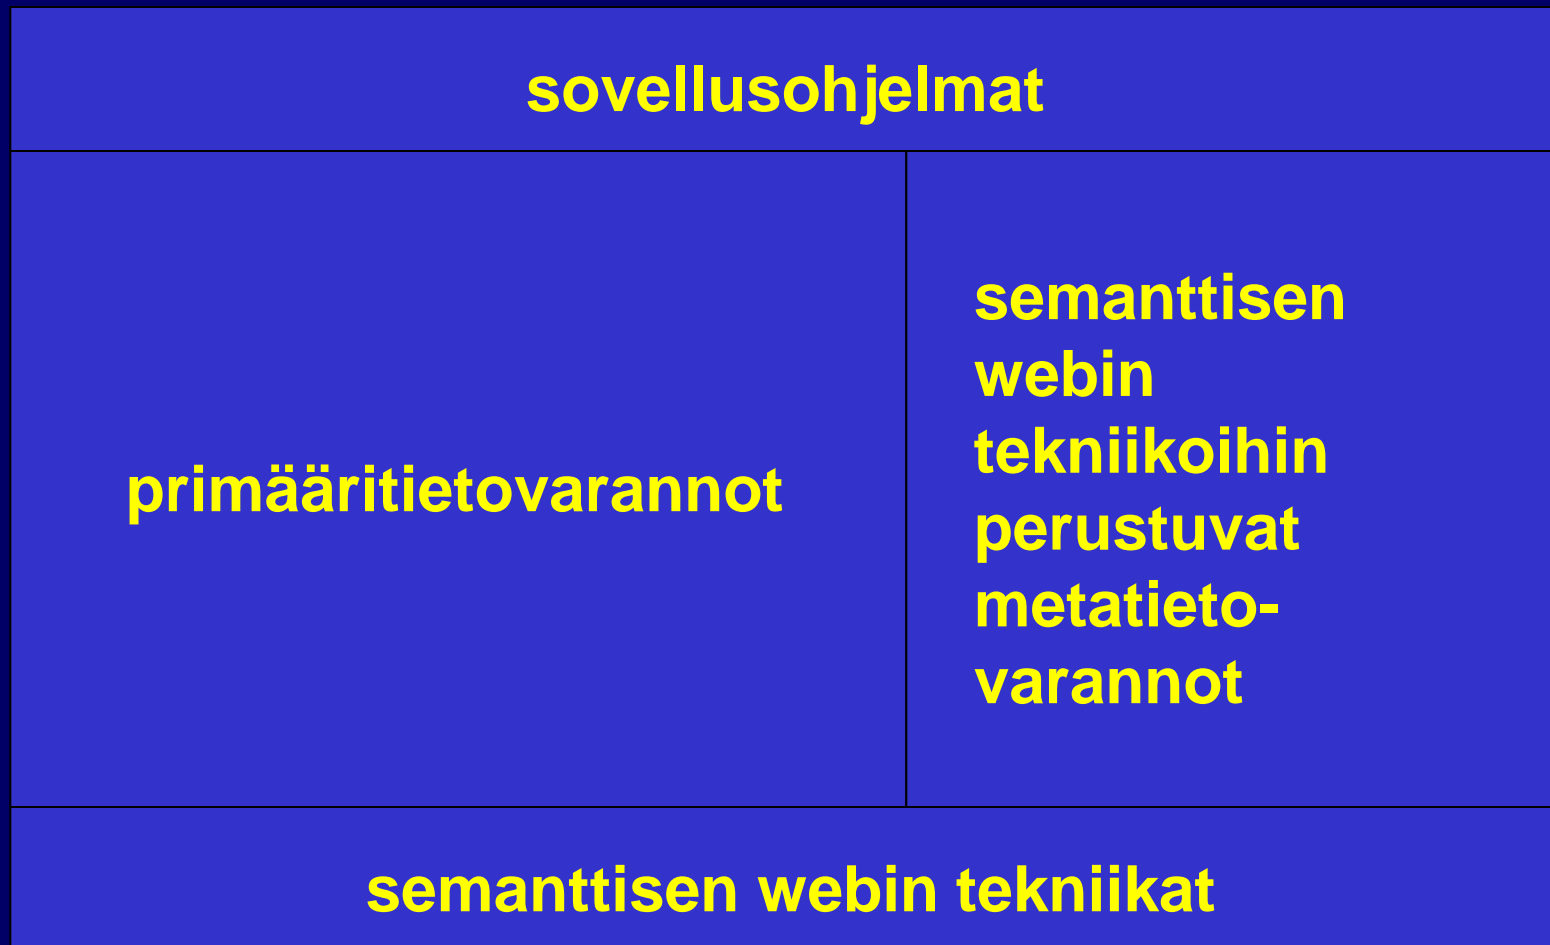 sovellusohjelmat
primääritietovarannot
semanttisen
webin
tekniikoihin
perustuvat
metatieto-
varannot
semanttisen webin tekniikat